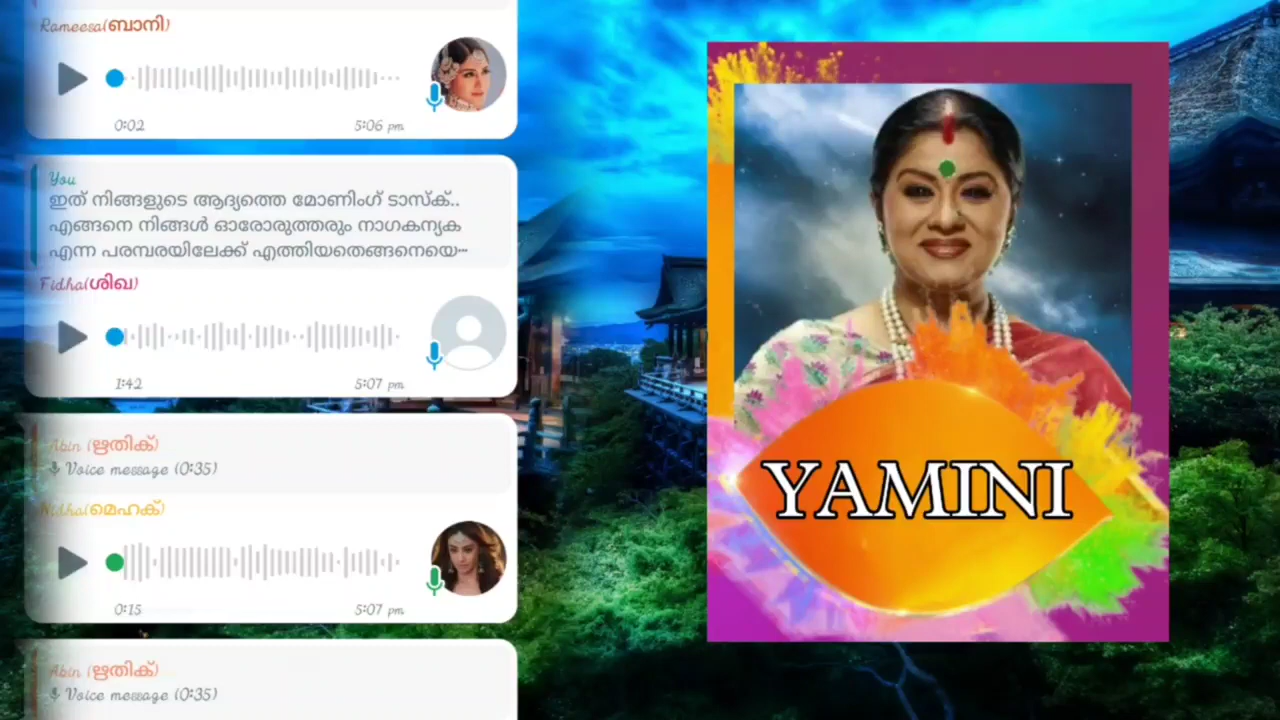 Rameesa(ബാനി)
0:02
5:06 pm
You
ഇത് നിങ്ങളുടെ ആദ്യത്തെ മോണിംഗ് ടാസ്ക്..
എങ്ങനെ നിങ്ങൾ ഓരോരുത്തരും നാഗകന്യക
എന്ന പരമ്പരയിലേക്ക് എത്തിയതെങ്ങനെയെ...
Fidha(ശിഖ)
1:42
5:07 pm
Abin (ഋതിക്)
Voice message (0:35)
Nidha(മെഹക്)
0:15
5:07 pm
Abin (ഋതിക്)
Voice message (0:35)
YAMINI